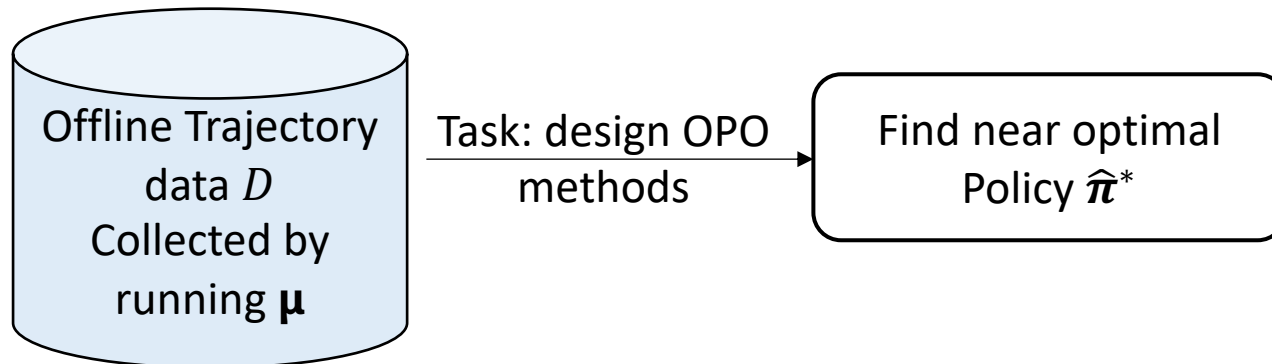 Offline Trajectory
data D
Collected by
running μ
Task: design OPO
methods
Find near optimal
Policy π̂*